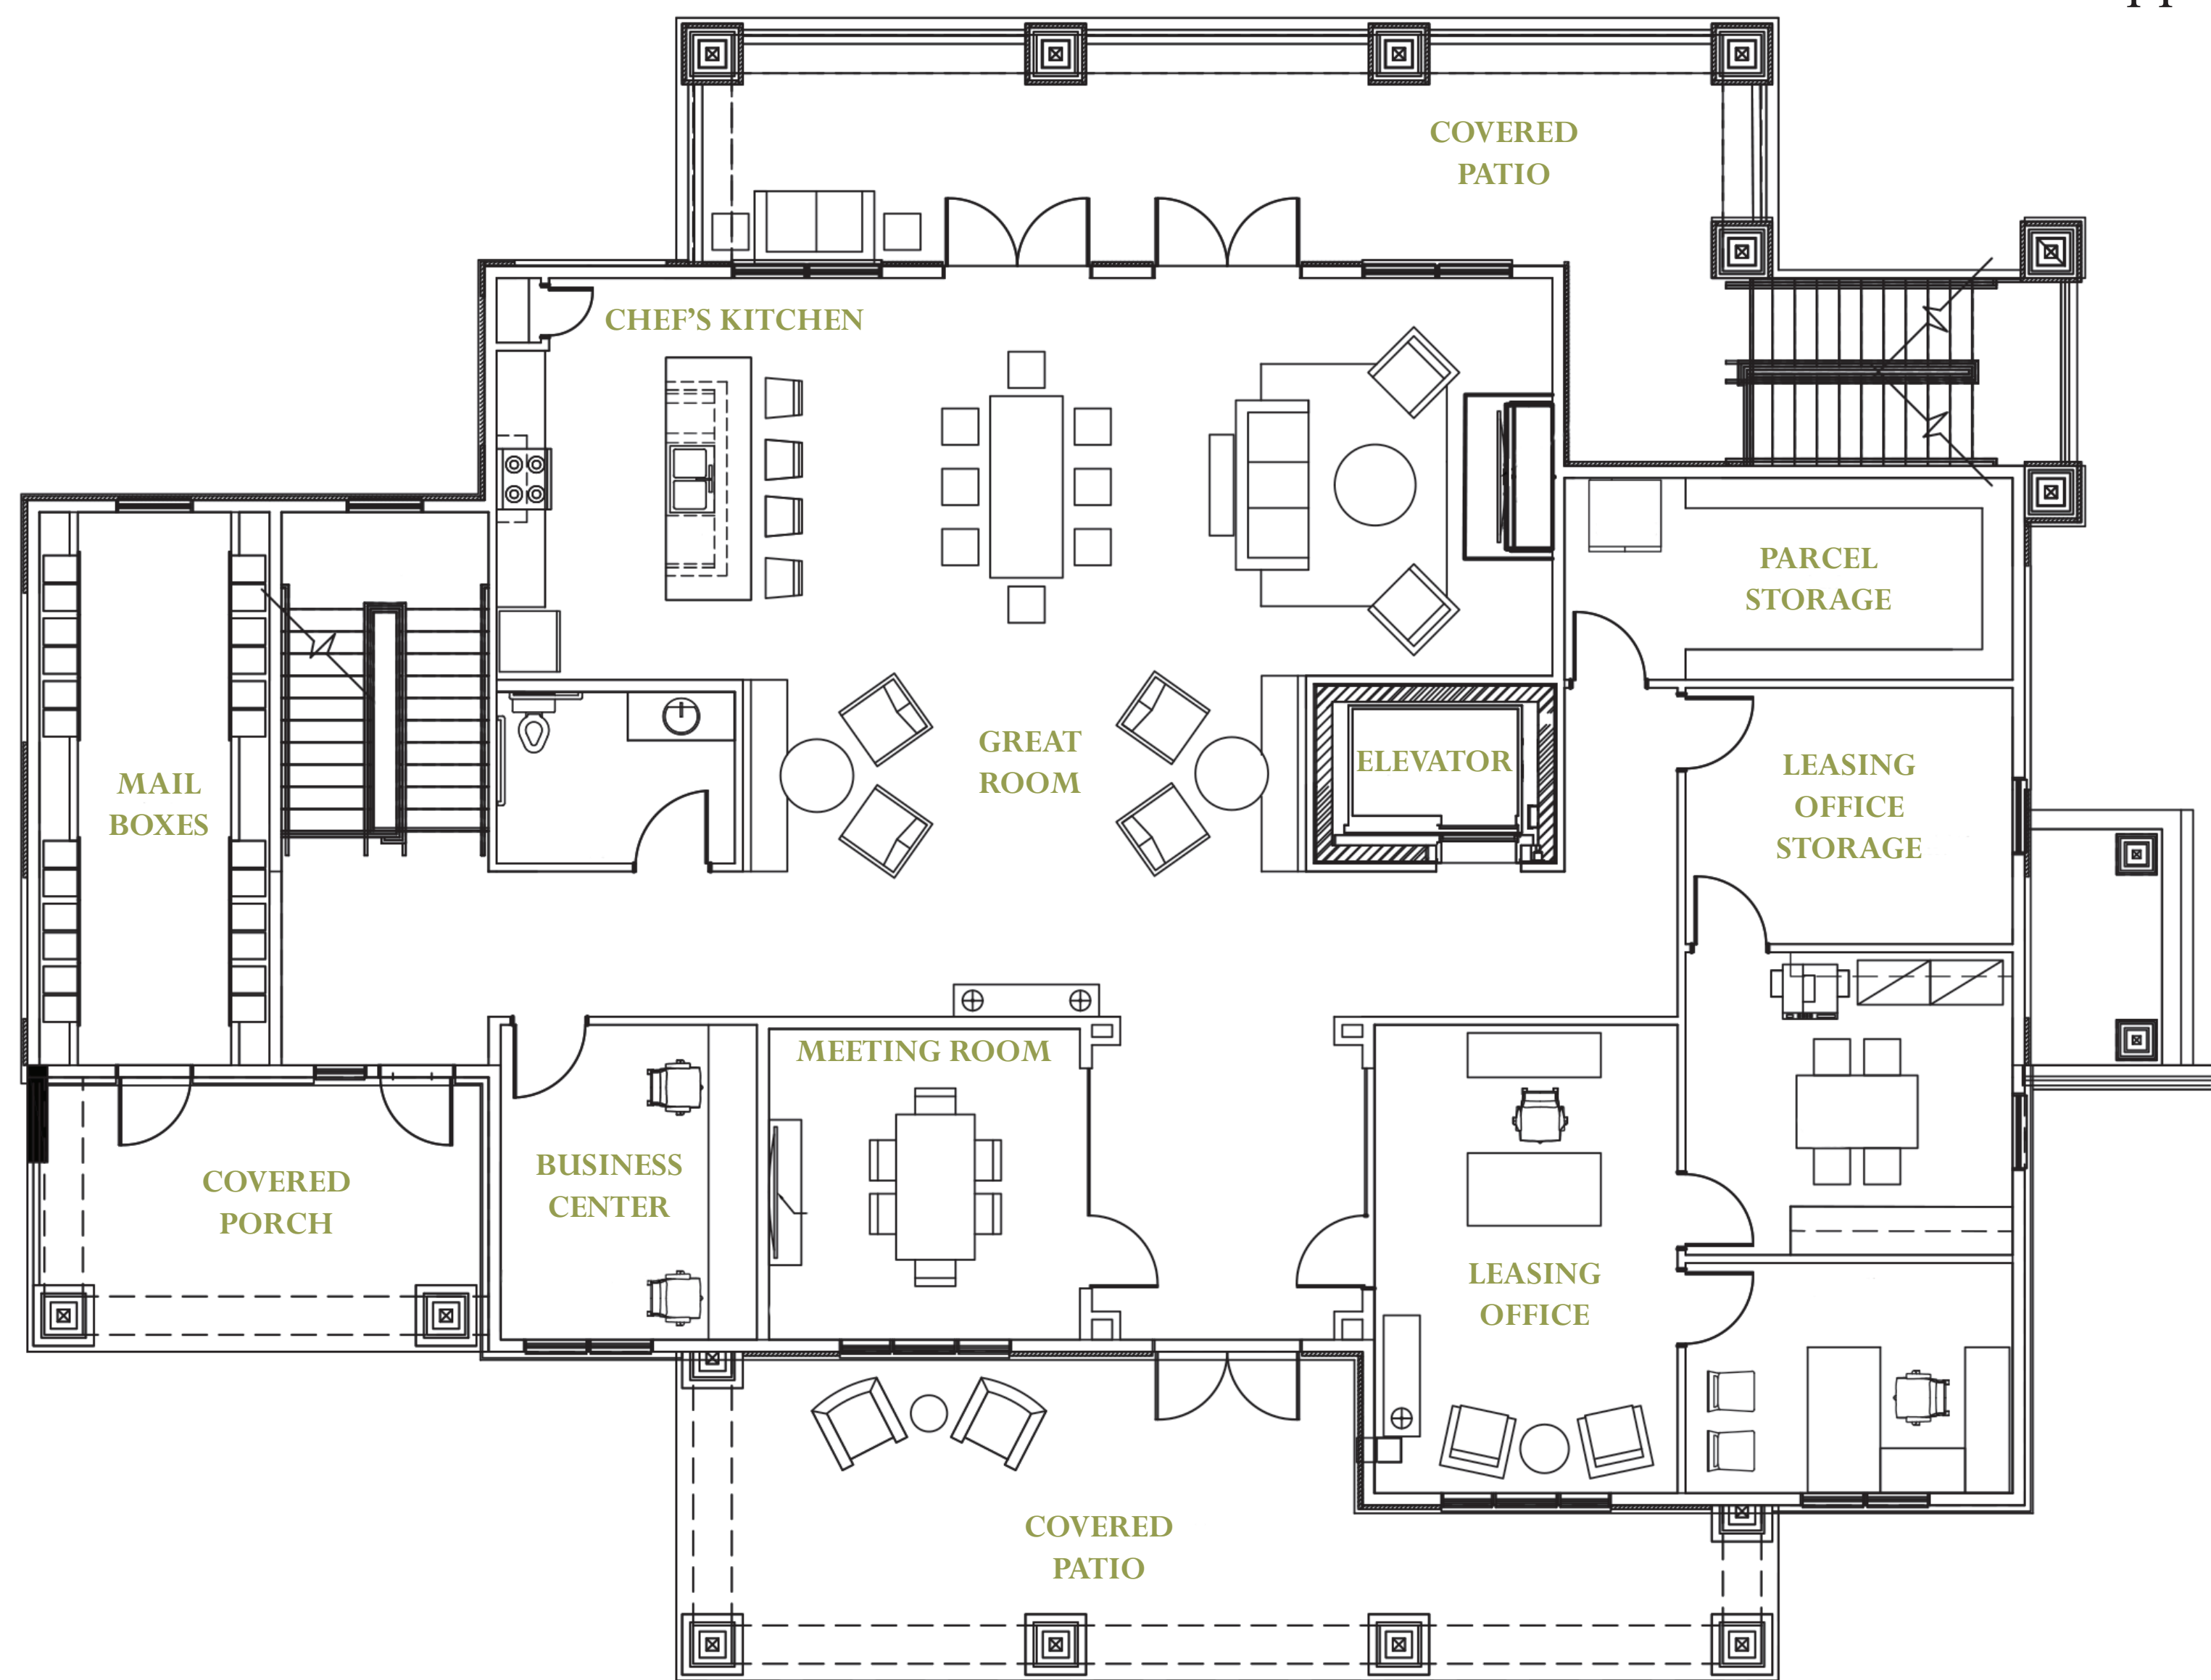 COVERED
PATIO
CHEF'S KITCHEN
PARCEL
STORAGE
GREAT
ROOM
ELEVATOR
LEASING
OFFICE
STORAGE
MAIL
BOXES
MEETING ROOM
BUSINESS
CENTER
COVERED
PORCH
LEASING
OFFICE
COVERED
PATIO